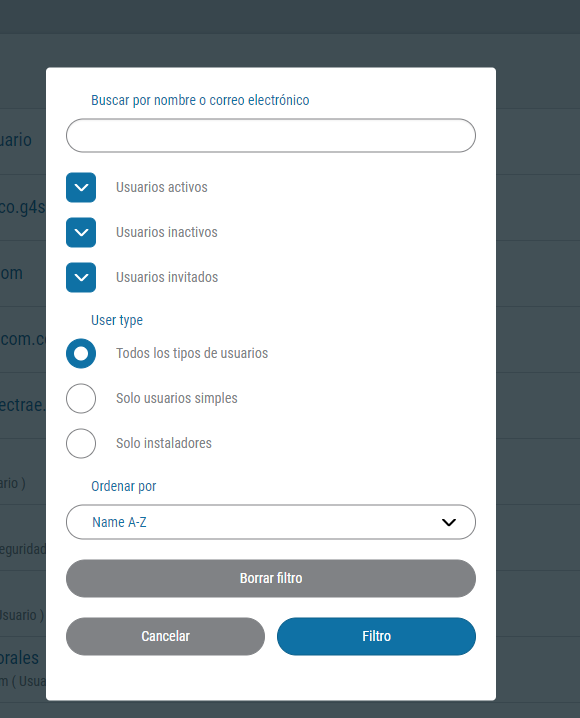 Buscar por nombre o correo electrónico
uario
Usuarios activos
co.g4s
Usuarios inactivos
om
Usuarios invitados
User type
com.co
Todos los tipos de usuarios
Solo usuarios simples
ectrae.
Solo instaladores
ario )
Ordenar por
Name A-Z
eguridad
Borrar filtro
Usuario )
Cancelar
Filtro
orales
m ( Usua